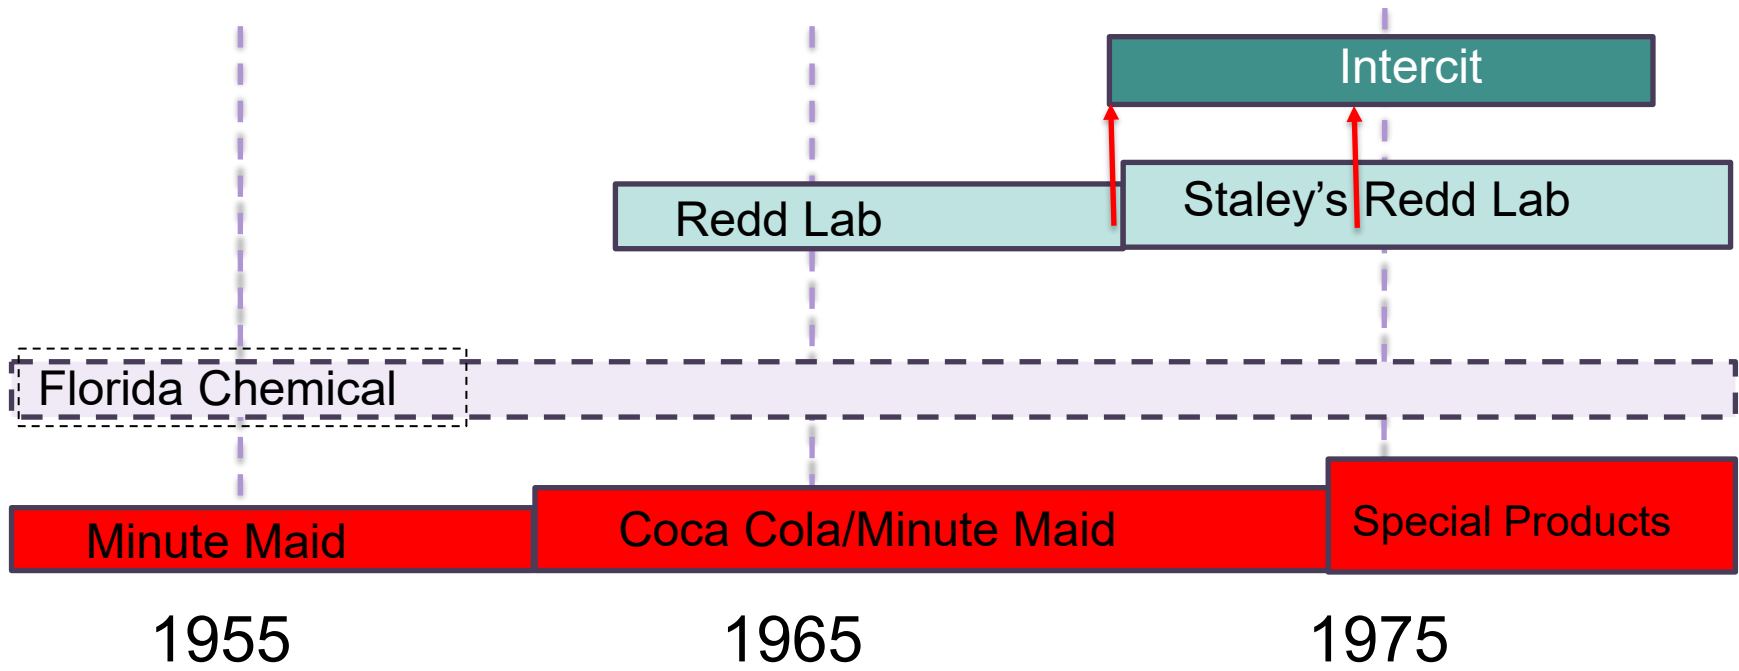 Intercit
Staley’s Redd Lab
Redd Lab
Florida Chemical
Minute Maid
Coca Cola/Minute Maid
Special Products
1955
1965
1975